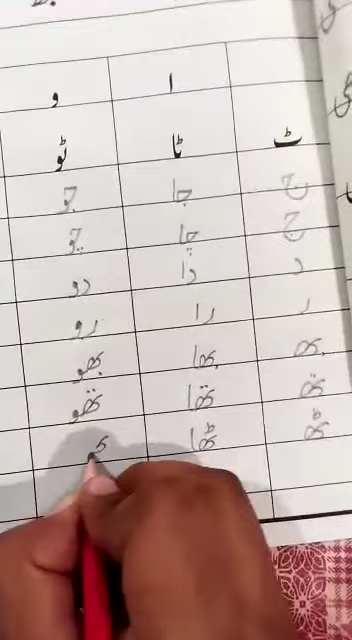 ا و
ٹ ٹا ٹو
ج جا جو
چ چا چو
د دا دو
ر را رو
بھ بھا بھو
تھ تھا تھو
ٹھ ٹھا